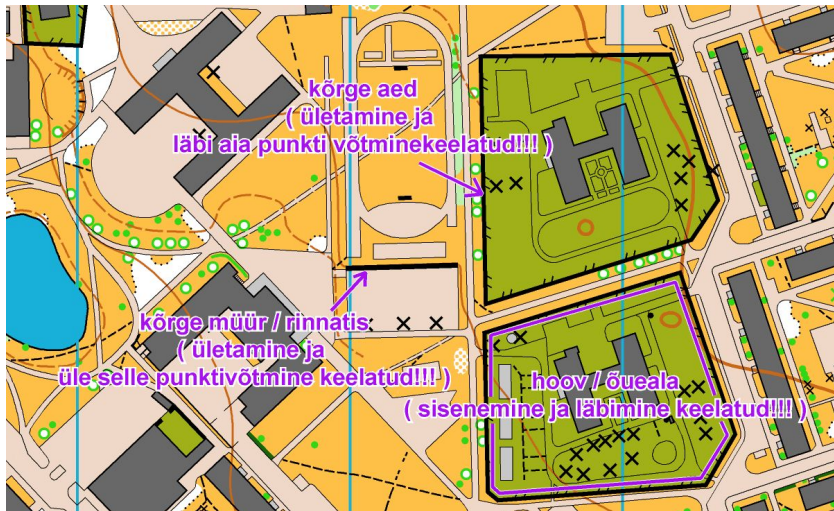 kõrge aed
( ületamine ja
läbi aia punkti võtminekeelatud!!! )
kõrge müür / rinnatis
( ületamine ja
üle selle punktivõtmine keelatud!!! )
hoov / õueala
( sisenemine ja läbimine keelatud!!! )